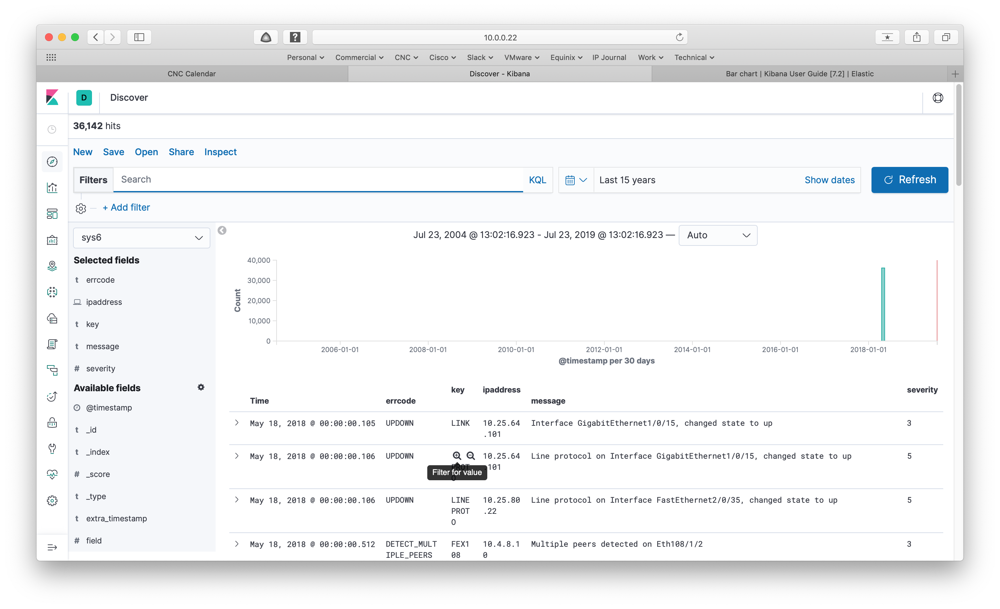 10.0.0.22
Personal Commercial CNC Cisco Slack VMware Equinix IP Journal Work Technical
CNC Calendar
Discover - Kibana
Bar chart | Kibana User Guide [7.2] | Elastic
D
Discover
36,142 hits
New Save Open Share Inspect
Filters Search KQL
Last 15 years Show dates
Refresh
+ Add filter
sys6
Jul 23, 2004 @ 13:02:16.923 - Jul 23, 2019 @ 13:02:16.923 — Auto
Selected fields
t errcode
ipaddress
t key
t message
# severity
Available fields
@timestamp
t _id
t _index
# _score
t _type
t extra_timestamp
# field
Count
40,000
30,000
20,000
10,000
0
2006-01-01 2008-01-01 2010-01-01 2012-01-01 2014-01-01 2016-01-01 2018-01-01
@timestamp per 30 days
Time errcode key ipaddress message severity
May 18, 2018 @ 00:00:00.105 UPDOWN LINK 10.25.64 Interface GigabitEthernet1/0/15, changed state to up 3
.101
May 18, 2018 @ 00:00:00.106 UPDOWN 10.25.64 Line protocol on Interface GigabitEthernet1/0/15, changed state to up 5
PROT .101
Filter for value
O
May 18, 2018 @ 00:00:00.106 UPDOWN LINE 10.25.80 Line protocol on Interface FastEthernet2/0/35, changed state to up 5
PROT .22
O
May 18, 2018 @ 00:00:00.512 DETECT_MULT FEX1 10.4.8.1 Multiple peers detected on Eth108/1/2 3
IPLE_PEERS 08 0